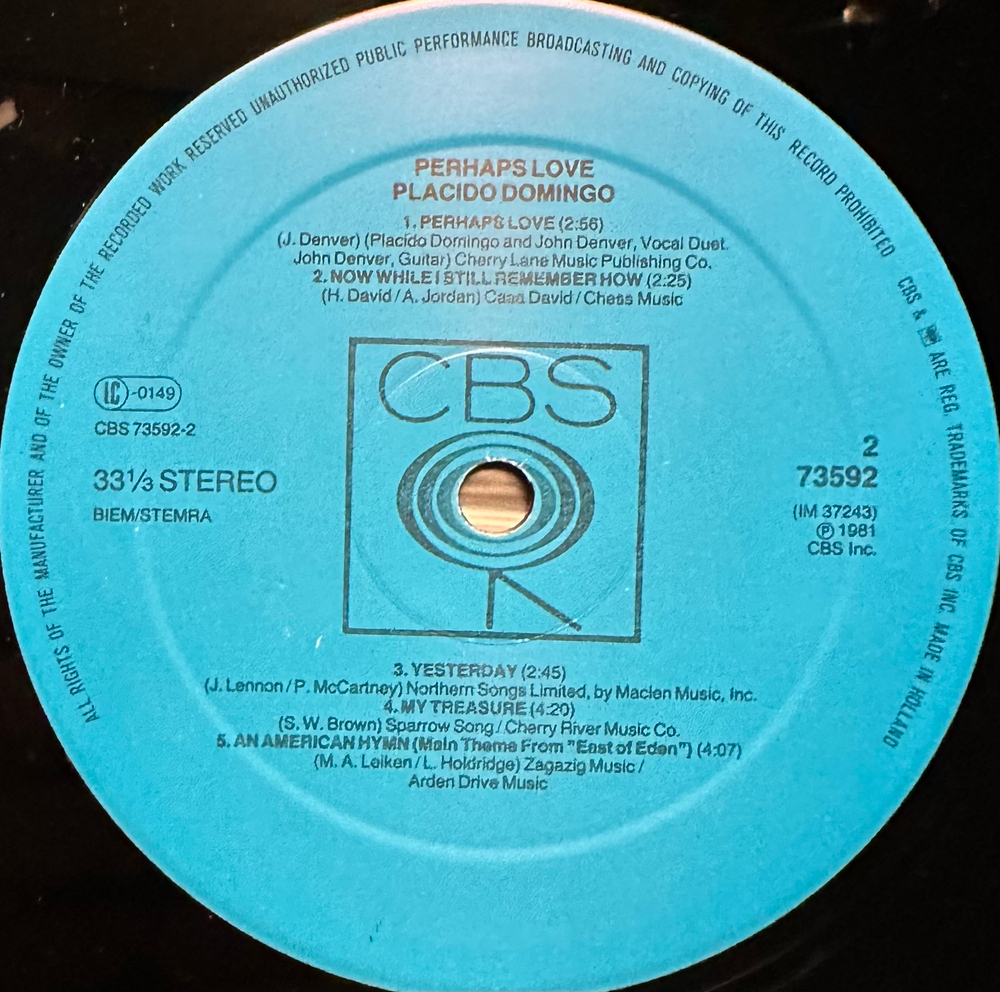 ALL RIGHTS OF THE MANUFACTURER AND OF THE OWNER OF THE RECORDED WORK RESERVED UNAUTHORIZED PUBLIC PERFORMANCE BROADCASTING AND COPYING OF THIS RECORD PROHIBITED CBS & ARE REG. TRADEMARKS OF CBS INC. MADE IN HOLLAND
PERHAPS LOVE
PLACIDO DOMINGO
1. PERHAPS LOVE (2:56)
(J. Denver) (Placido Domingo and John Denver, Vocal Duet.
John Denver, Guitar) Cherry Lane Music Publishing Co.
2. NOW WHILE I STILL REMEMBER HOW (2:25)
(H. David / A. Jordan) Casa David / Chess Music
CBS
LC-0149
CBS 73592-2
33⅓ STEREO
BIEM/STEMRA
2
73592
(IM 37243)
℗ 1981
CBS Inc.
3. YESTERDAY (2:45)
(J. Lennon / P. McCartney) Northern Songs Limited, by Maclen Music, Inc.
4. MY TREASURE (4:20)
(S. W. Brown) Sparrow Song / Cherry River Music Co.
5. AN AMERICAN HYMN (Main Theme From "East of Eden") (4:07)
(M. A. Leiken / L. Holdridge) Zagazig Music /
Arden Drive Music